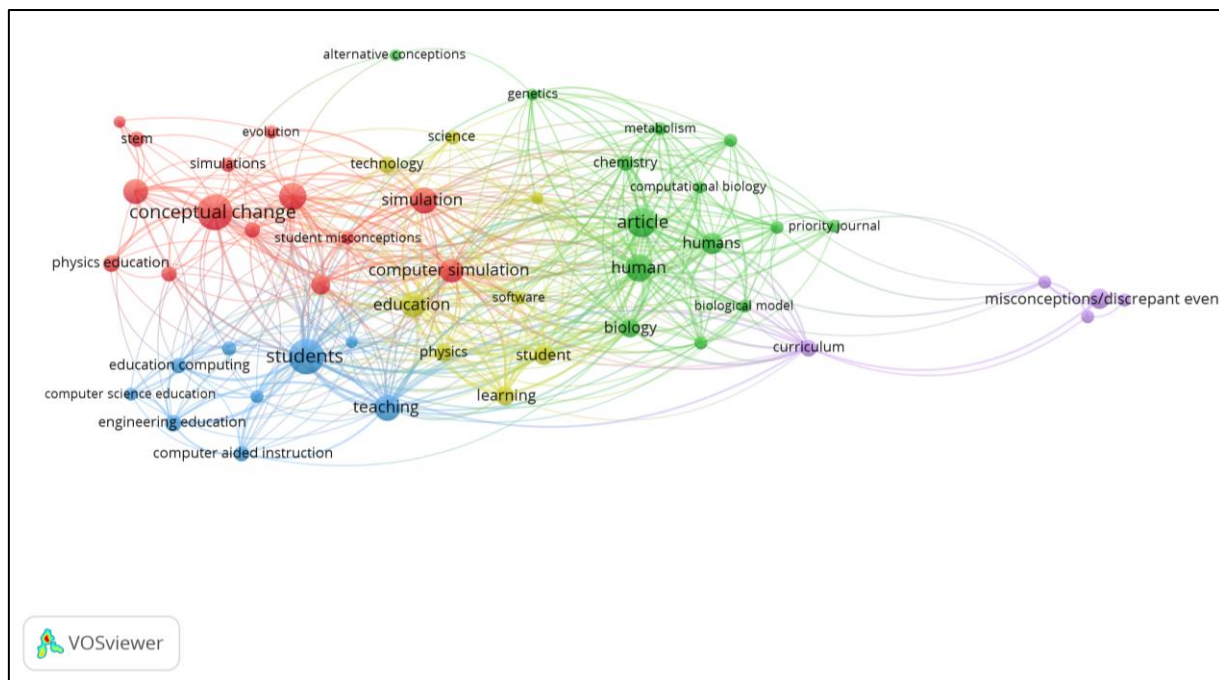 alternative conceptions
genetics
stem
evolution
science
metabolism
simulations
technology
chemistry
computational biology
conceptual change
simulation
article
priority journal
student misconceptions
humans
physics education
computer simulation
human
education
software
biological model
misconceptions/discrepant even
biology
students
physics
student
curriculum
education computing
computer science education
learning
teaching
engineering education
computer aided instruction
VOSviewer